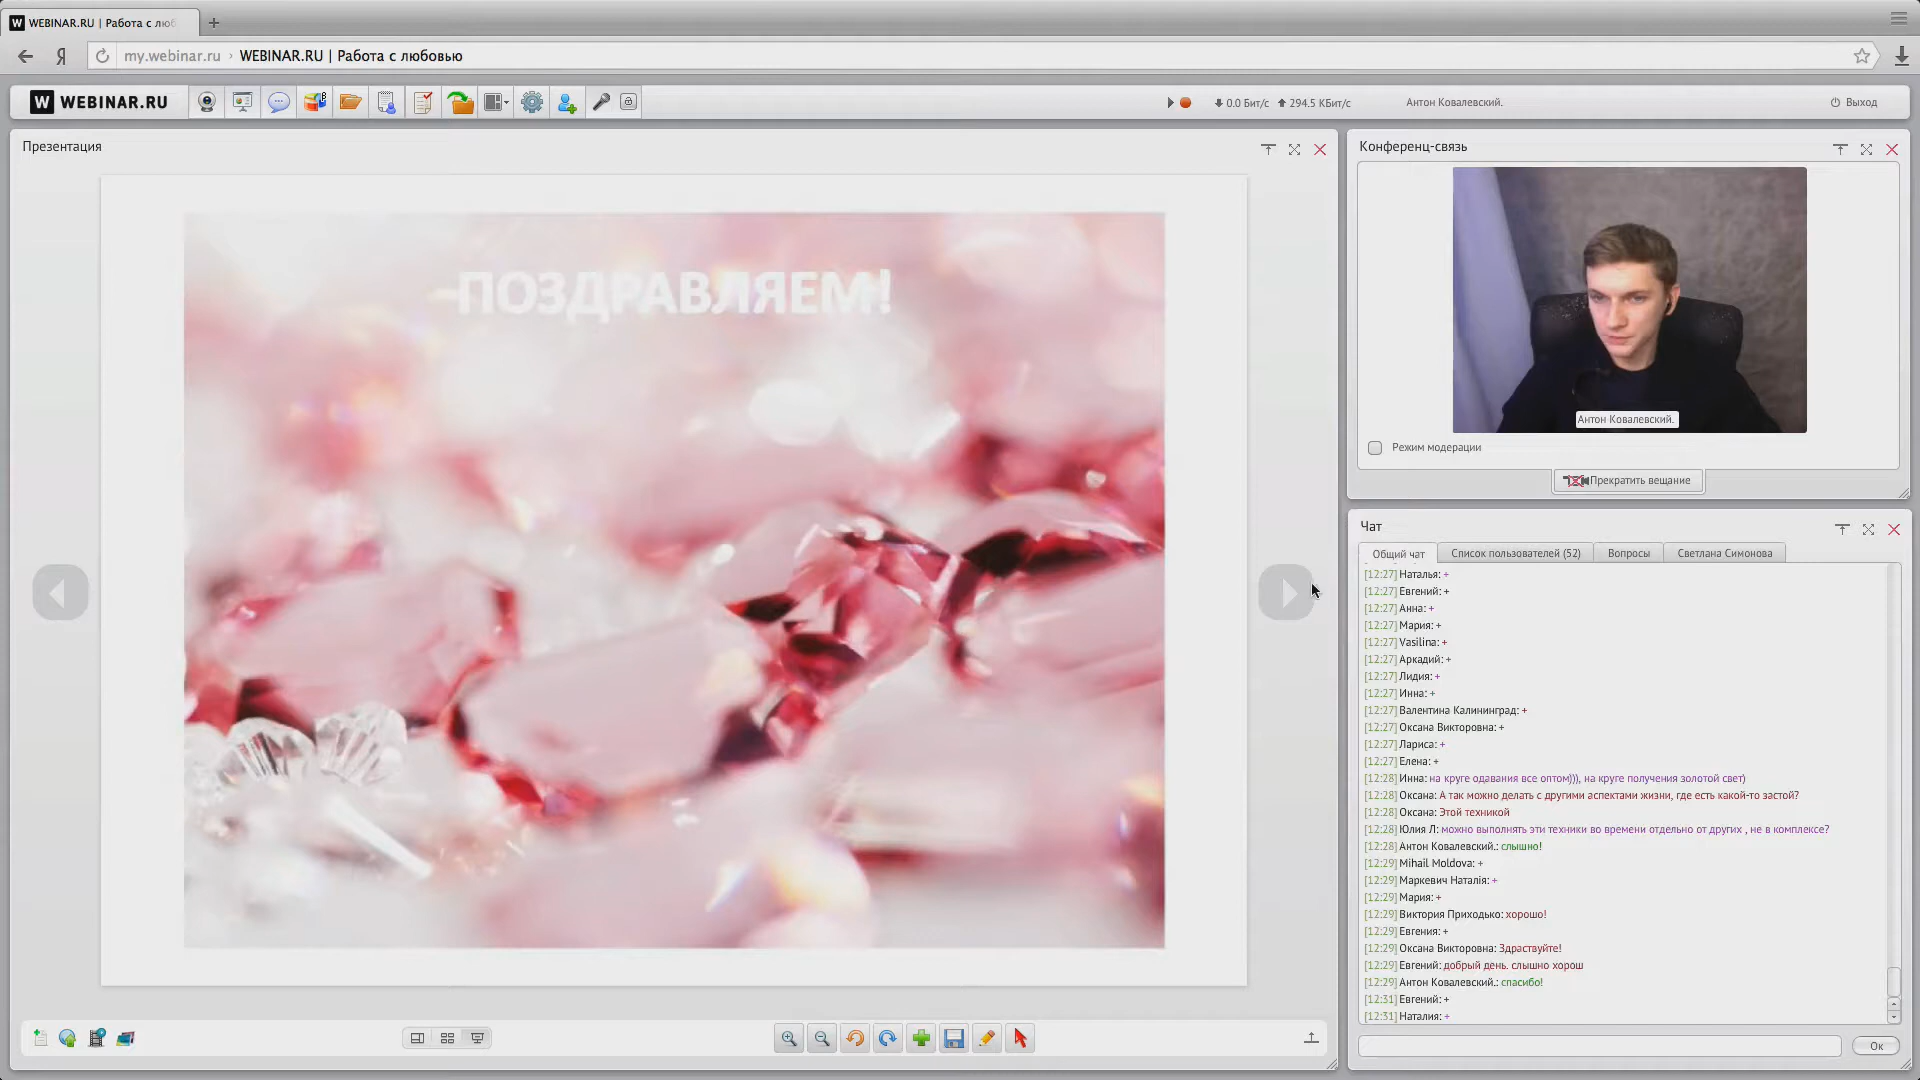 WEBINAR.RU | Работа с люб
my.webinar.ru › WEBINAR.RU | Работа с любовью
W WEBINAR.RU
0.0 Бит/с 294.5 КБит/с
Антон Ковалевский.
Выход
Презентация
ПОЗДРАВЛЯЕМ!
Конференц-связь
Антон Ковалевский.
Режим модерации
Прекратить вещание
Чат
Общий чат
Список пользователей (52)
Вопросы
Светлана Симонова
[12:27] Наталья: +
[12:27] Евгений: +
[12:27] Анна: +
[12:27] Мария: +
[12:27] Vasilina: +
[12:27] Аркадий: +
[12:27] Лидия: +
[12:27] Инна: +
[12:27] Валентина Калининград: +
[12:27] Оксана Викторовна: +
[12:27] Лариса: +
[12:27] Елена: +
[12:28] Инна: на круге одавания все оптом))), на круге получения золотой свет)
[12:28] Оксана: А так можно делать с другими аспектами жизни, где есть какой-то застой?
[12:28] Оксана: Этой техникой
[12:28] Юлия Л: можно выполнять эти техники во времени отдельно от других , не в комплексе?
[12:28] Антон Ковалевский.: слышно!
[12:29] Mihail Moldova: +
[12:29] Маркевич Наталія: +
[12:29] Мария: +
[12:29] Виктория Приходько: хорошо!
[12:29] Евгения: +
[12:29] Оксана Викторовна: Здраствуйте!
[12:29] Евгений: добрый день. слышно хорош
[12:29] Антон Ковалевский.: спасибо!
[12:31] Евгений: +
[12:31] Наталия: +
Ок